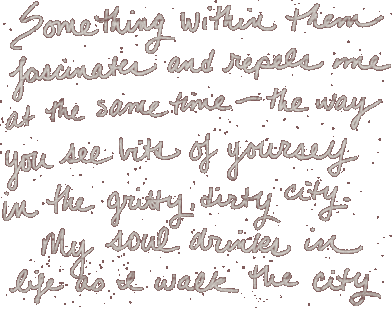 Something within them
fascinates and repels me
at the same time - the way
you see bits of yourself
in the gritty, dirty city.
My soul drinks in
life as I walk the city